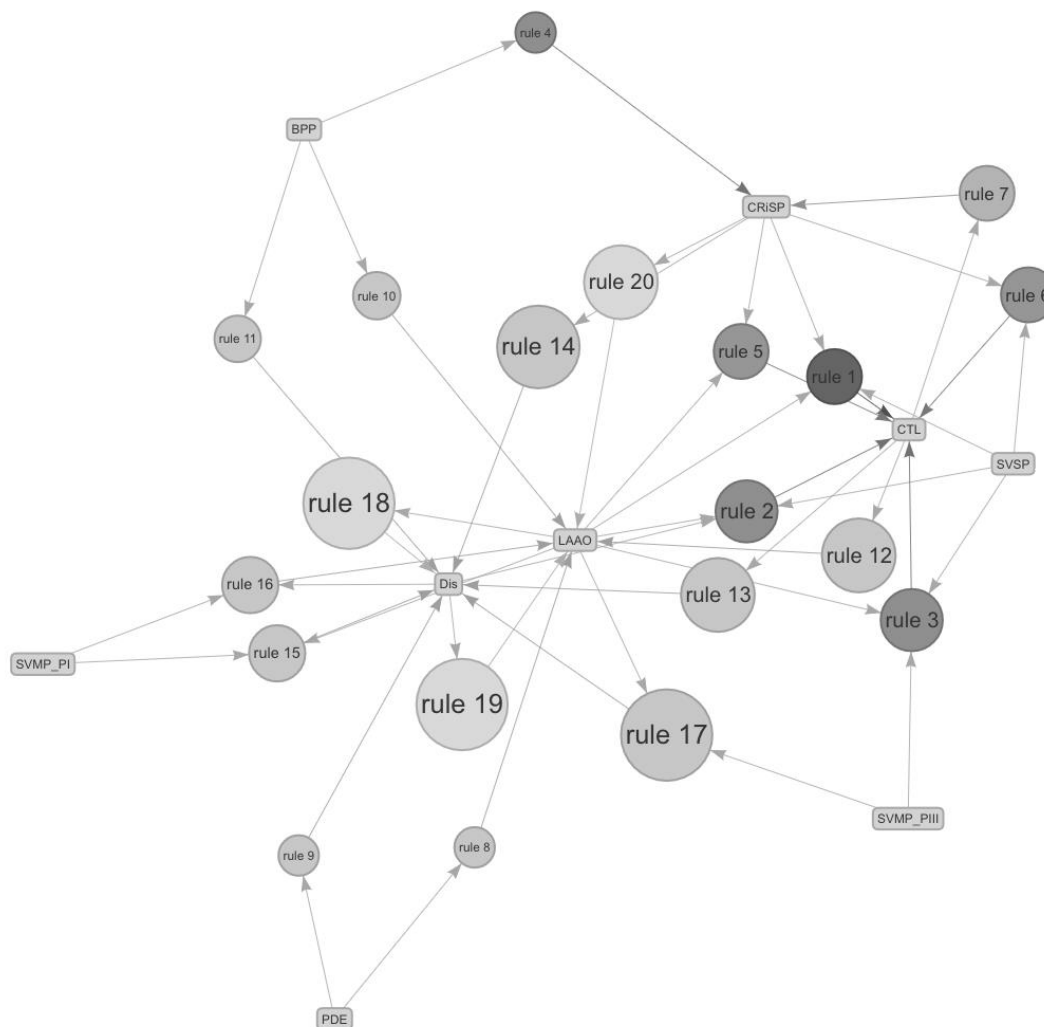 rule 4
BPP
rule 7
CRiSP
rule 20
rule 6
rule 10
rule 11
rule 14
rule 5
rule 1
CTL
SVSP
rule 18
rule 2
LAAO
rule 12
rule 16
Dis
rule 13
rule 3
rule 15
SVMP_PI
rule 19
rule 17
SVMP_PIII
rule 9
rule 8
PDE